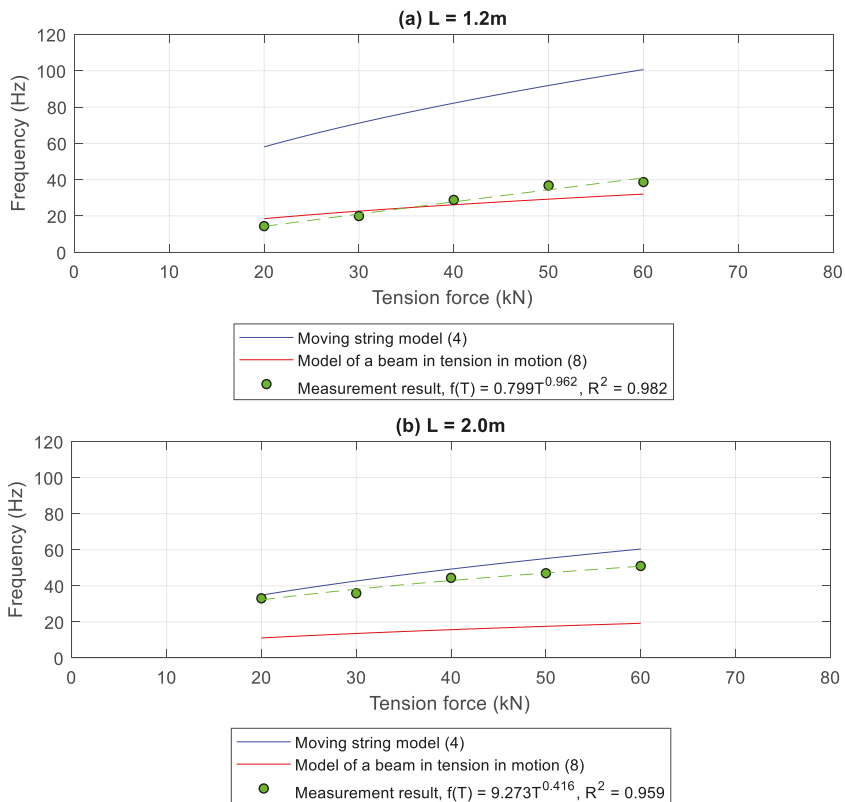 (a) L = 1.2m
120
100
80
60
40
20
0
Frequency (Hz)
0 10 20 30 40 50 60 70 80
Tension force (kN)
Moving string model (4)
Model of a beam in tension in motion (8)
Measurement result, f(T) = 0.799T^0.962, R^2 = 0.982
(b) L = 2.0m
120
100
80
60
40
20
0
Frequency (Hz)
0 10 20 30 40 50 60 70 80
Tension force (kN)
Moving string model (4)
Model of a beam in tension in motion (8)
Measurement result, f(T) = 9.273T^0.416, R^2 = 0.959